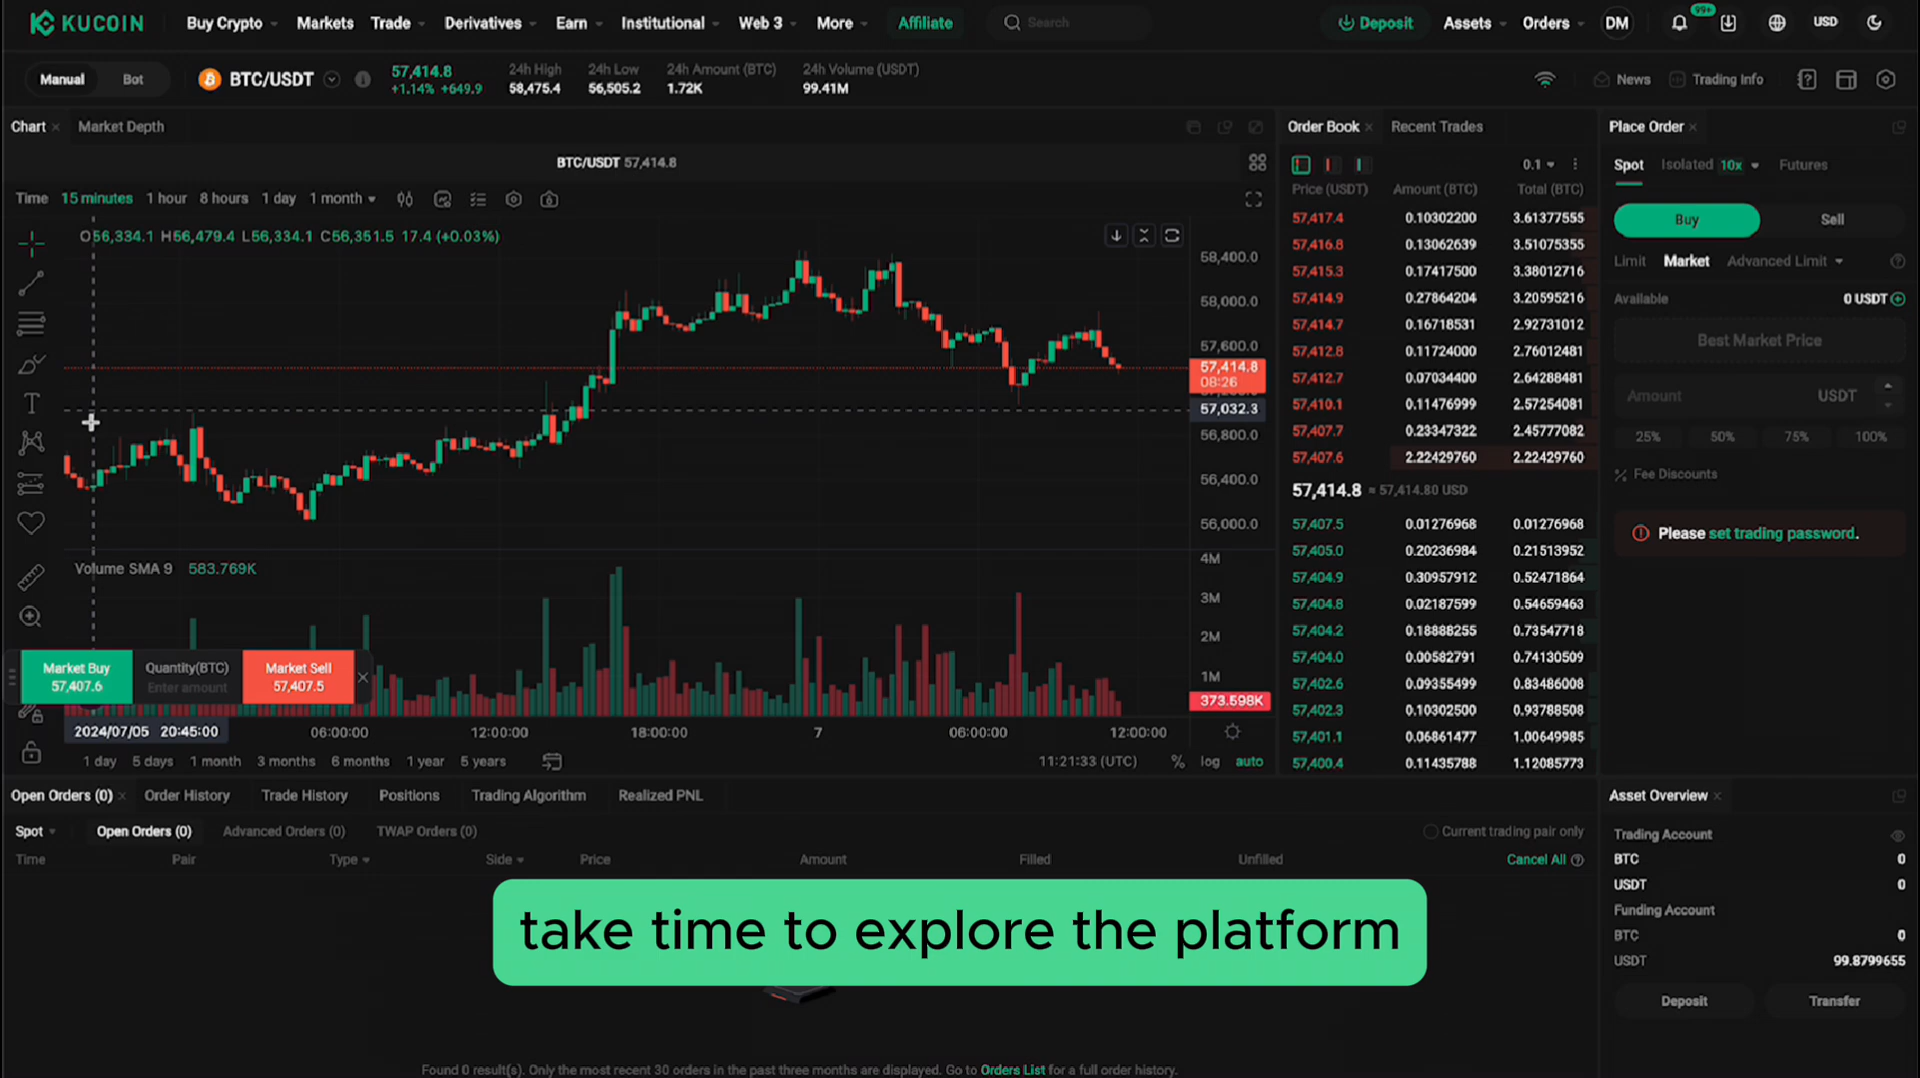 KUCOIN Buy Crypto Markets Trade Derivatives Earn Institutional Web 3 More Affiliate Search Deposit Assets Orders DM 99+ USD
Manual Bot BTC/USDT 57,414.8 +1.14% +649.9 24h High 58,475.4 24h Low 56,505.2 24h Amount (BTC) 1.72K 24h Volume (USDT) 99.41M News Trading Info
Chart Market Depth
BTC/USDT 57,414.8
Time 15 minutes 1 hour 8 hours 1 day 1 month
O56,334.1 H56,479.4 L56,334.1 C56,351.5 17.4 (+0.03%)
58,400.0
58,000.0
57,600.0
57,414.8
08:26
57,032.3
56,800.0
56,400.0
56,000.0
Volume SMA 9 583.769K
4M
3M
2M
1M
373.598K
Market Buy 57,407.6 Quantity(BTC) Enter amount Market Sell 57,407.5
2024/07/05 20:45:00 06:00:00 12:00:00 18:00:00 7 06:00:00 12:00:00
1 day 5 days 1 month 3 months 6 months 1 year 5 years 11:21:33 (UTC) % log auto
Order Book Recent Trades
0.1
Price (USDT) Amount (BTC) Total (BTC)
57,417.4 0.10302200 3.61377555
57,416.8 0.13062639 3.51075355
57,415.3 0.17417500 3.38012716
57,414.9 0.27864204 3.20595216
57,414.7 0.16718531 2.92731012
57,412.8 0.11724000 2.76012481
57,412.7 0.07034400 2.64288481
57,410.1 0.11476999 2.57254081
57,407.7 0.23347322 2.45777082
57,407.6 2.22429760 2.22429760
57,414.8 ≈ 57,414.80 USD
57,407.5 0.01276968 0.01276968
57,405.0 0.20236984 0.21513952
57,404.9 0.30957912 0.52471864
57,404.8 0.02187599 0.54659463
57,404.2 0.18888255 0.73547718
57,404.0 0.00582791 0.74130509
57,402.6 0.09355499 0.83486008
57,402.3 0.10302500 0.93788508
57,401.1 0.06861477 1.00649985
57,400.4 0.11435788 1.12085773
Place Order
Spot Isolated 10x Futures
Buy Sell
Limit Market Advanced Limit
Available 0 USDT
Best Market Price
Amount USDT
25% 50% 75% 100%
Fee Discounts
Please set trading password.
Open Orders (0) Order History Trade History Positions Trading Algorithm Realized PNL
Spot Open Orders (0) Advanced Orders (0) TWAP Orders (0) Current trading pair only
Time Pair Type Side Price Amount Filled Unfilled Cancel All
take time to explore the platform
Found 0 result(s). Only the most recent 30 orders in the past three months are displayed. Go to Orders List for a full order history.
Asset Overview
Trading Account
BTC 0
USDT 0
Funding Account
BTC 0
USDT 99.8799655
Deposit Transfer